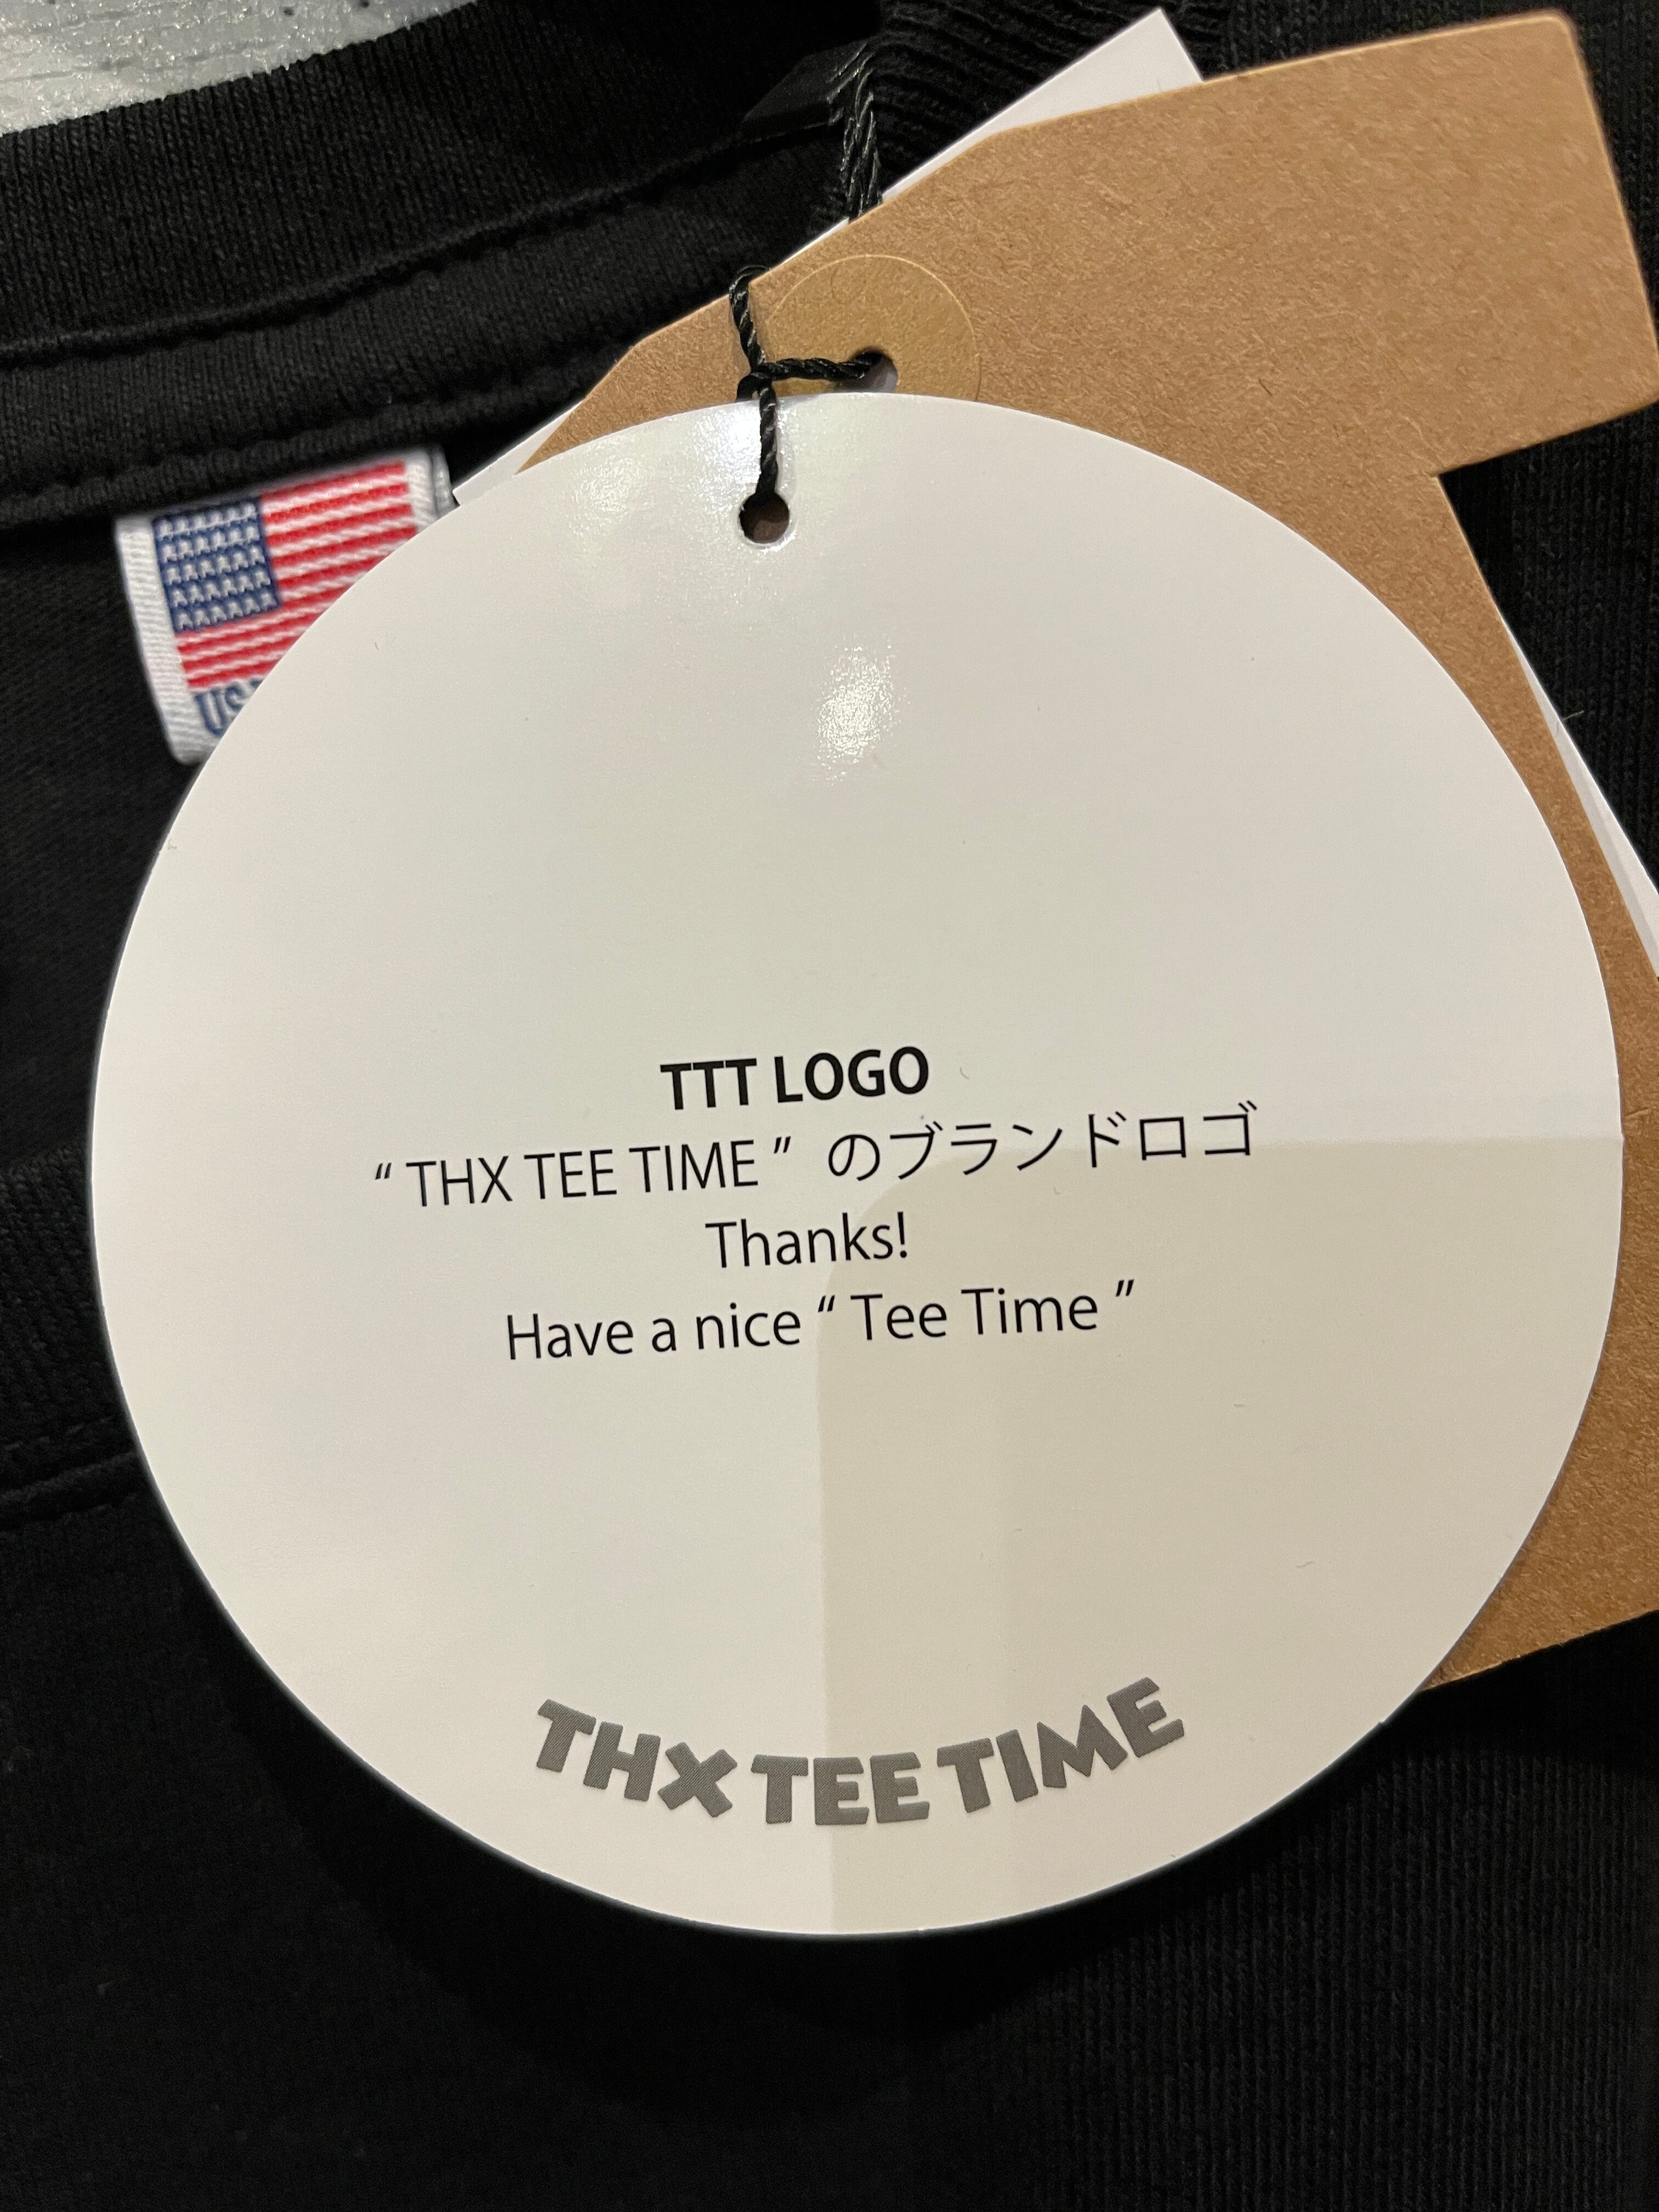 TTT LOGO
“ THX TEE TIME ” のブランドロゴ
Thanks!
Have a nice “ Tee Time ”
THX TEE TIME